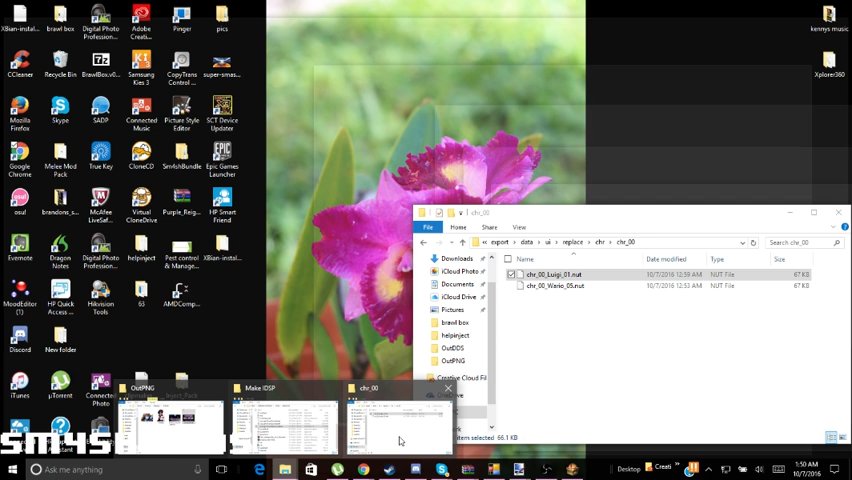 XBian-instal...
brawl box
Digital Photo Profession...
Adobe Creati...
Pinger
pics
kennys music
CCleaner
Recycle Bin
BrawlBox.v0...
Samsung Kies 3
CopyTrans Control ...
super-smas...
Xplorer360
Mozilla Firefox
Skype
SADP
Connected Music
Picture Style Editor
SCT Device Updater
Google Chrome
Melee Mod Pack
True Key
CloneCD
Sm4shBundle
Epic Games Launcher
osu!
brandons_s...
McAfee LiveSaf...
Virtual CloneDrive
Purple_Reig...
HP Smart Friend
Evernote
Dragon Notes
Digital Photo Profession...
helpinject
Pest control & Manage...
XBian-instal...
MoodEditor (1)
HP Quick Access ...
Hikvision Tools
63
AMDComp...
Discord
New folder
iTunes
µTorrent
Connected Photo
chr_00
File
Home
Share
View
export
data
ui
replace
chr
chr_00
Search chr_00
Name
Date modified
Type
Size
Downloads
iCloud Photo
Documents
iCloud Drive
Pictures
brawl box
helpinject
OutDDS
OutPNG
Creative Cloud Fil
chr_00_Luigi_01.nut
10/7/2016 12:59 AM
NUT File
67 KB
chr_00_Wario_05.nut
10/7/2016 12:53 AM
NUT File
67 KB
item selected 66.1 KB
OutPNG
Make IDSP
chr_00
Ask me anything
Desktop
Creati
1:50 AM
10/7/2016